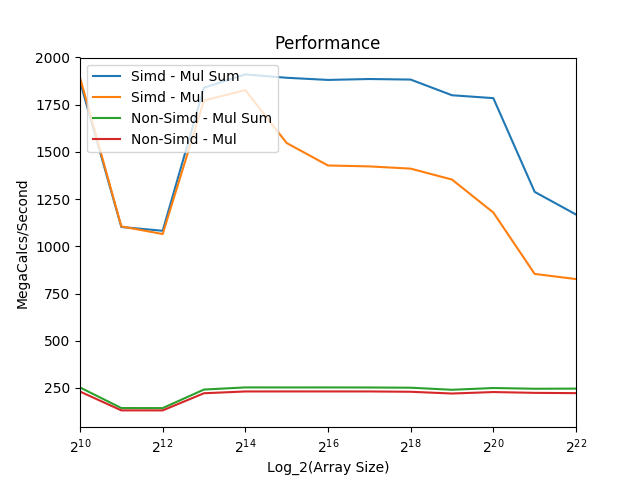 Performance
Simd - Mul Sum
Simd - Mul
Non-Simd - Mul Sum
Non-Simd - Mul
MegaCalcs/Second
2000
1750
1500
1250
1000
750
500
250
2^10 2^12 2^14 2^16 2^18 2^20 2^22
Log_2(Array Size)